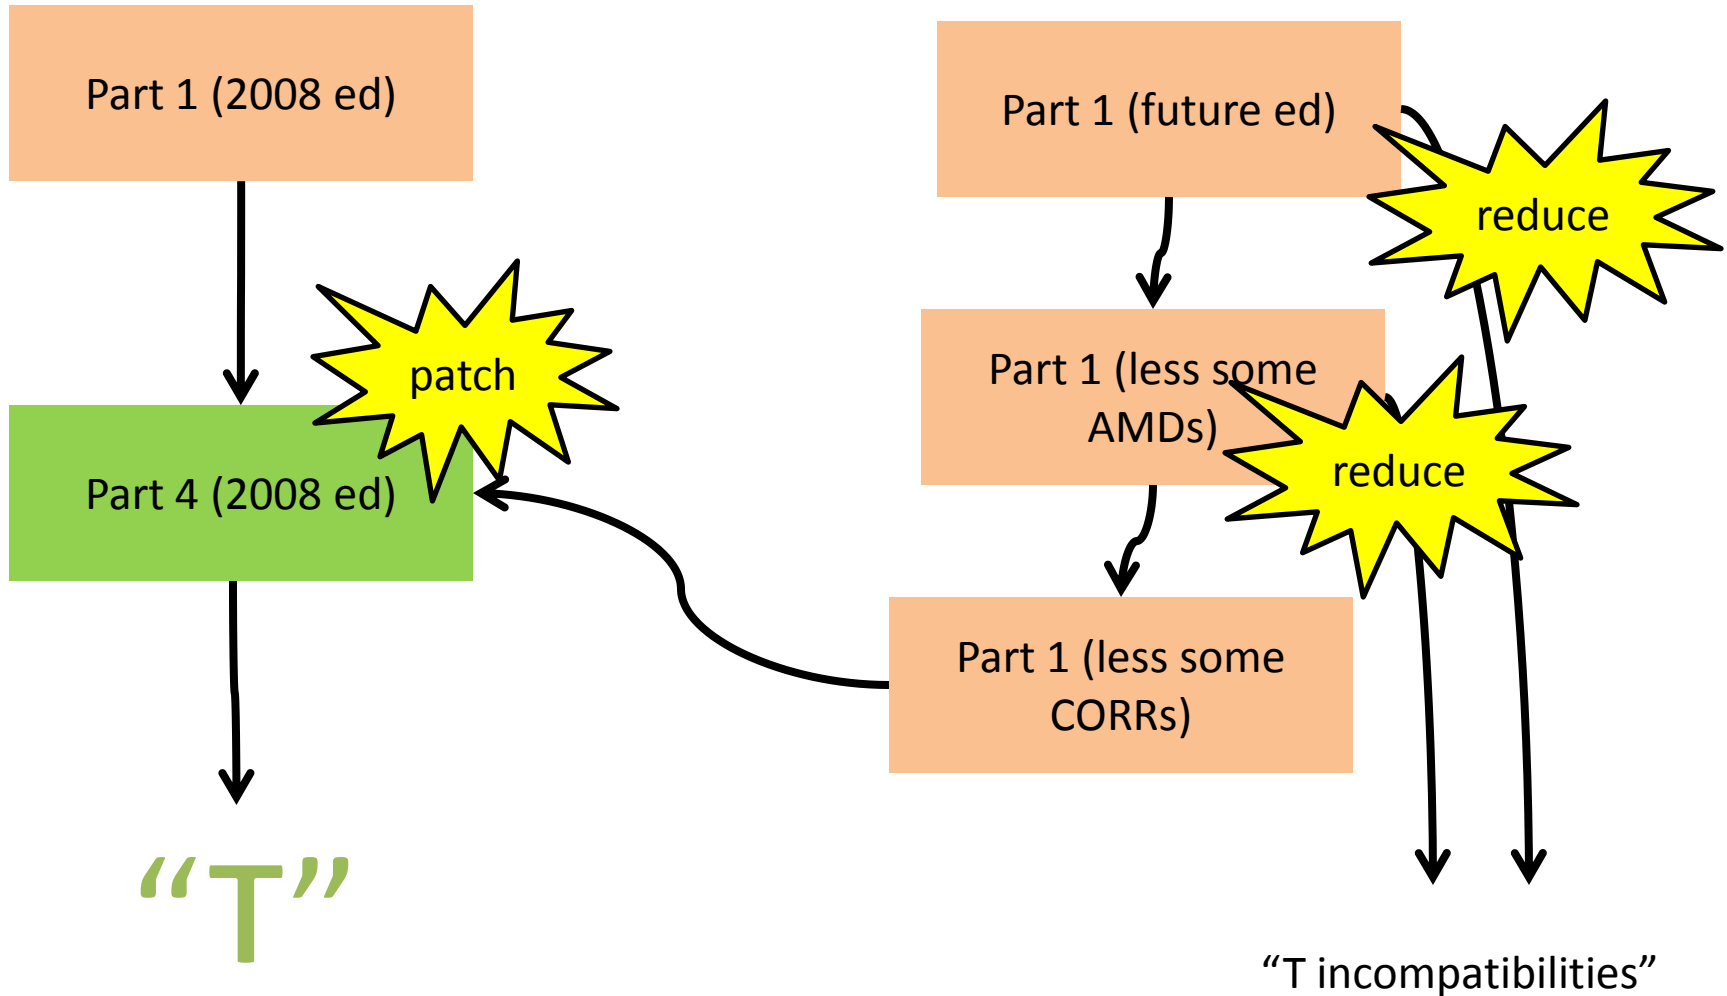 Part 1 (2008 ed)
Part 1 (future ed)
reduce
patch
Part 1 (less some
AMDs)
reduce
Part 4 (2008 ed)
Part 1 (less some
CORRs)
“T”
“T incompatibilities”